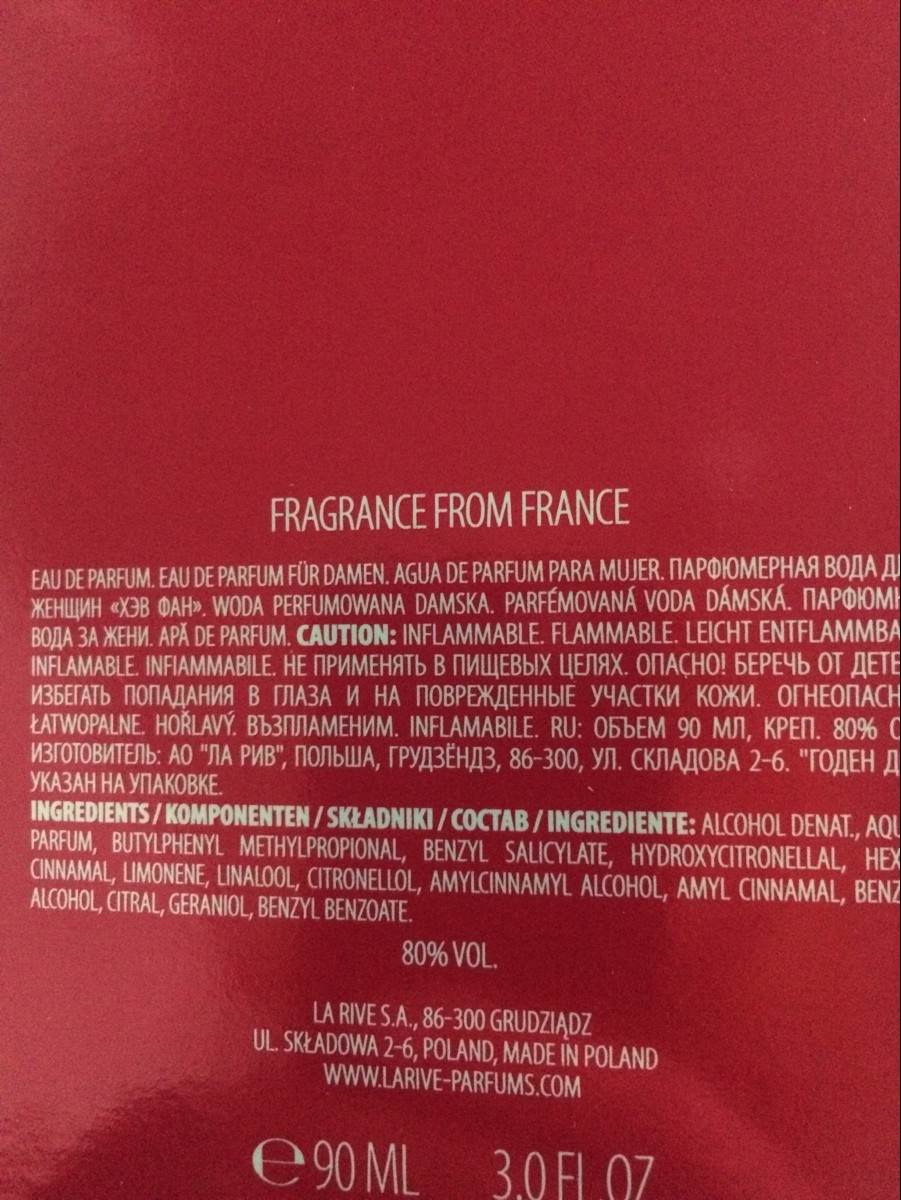 FRAGRANCE FROM FRANCE
EAU DE PARFUM. EAU DE PARFUM FÜR DAMEN. AGUA DE PARFUM PARA MUJER. ПАРФЮМЕРНАЯ ВОДА
ЖЕНЩИН «ХЭВ ФАН». WODA PERFUMOWANA DAMSKA. PARFÉMOVANÁ VODA DÁMSKÁ.
ВОДА ЗА ЖЕНИ. APĂ DE PARFUM. CAUTION: INFLAMMABLE. FLAMMABLE. LEICHT
INFLAMABLE. INFIAMMABILE. НЕ ПРИМЕНЯТЬ В ПИЩЕВЫХ ЦЕЛЯХ. ОПАСНО! БЕРЕЧЬ ОТ
ИЗБЕГАТЬ ПОПАДАНИЯ В ГЛАЗА И НА ПОВРЕЖДЕННЫЕ УЧАСТКИ КОЖИ.
ŁATWOPALNE. HOŘLAVÝ. ВЪЗПЛАМЕНИМ. INFLAMABILE. RU: ОБЪЕМ 90 МЛ, КРЕП. 80%
ИЗГОТОВИТЕЛЬ: АО "ЛА РИВ", ПОЛЬША, ГРУДЗЁНДЗ, 86-300, УЛ. СКЛАДОВА 2-6. "ГОДЕН
УКАЗАН НА УПАКОВКЕ.
INGREDIENTS / KOMPONENTEN / SKŁADNIKI / СОСТАВ / INGREDIENTE: ALCOHOL DENAT.,
PARFUM, BUTYLPHENYL METHYLPROPIONAL, BENZYL SALICYLATE, HYDROXYCITRONELLAL,
CINNAMAL, LIMONENE, LINALOOL, CITRONELLOL, AMYLCINNAMYL ALCOHOL, AMYL CINNAMAL,
ALCOHOL, CITRAL, GERANIOL, BENZYL BENZOATE.
80% VOL.
LA RIVE S.A., 86-300 GRUDZIĄDZ
UL. SKŁADOWA 2-6, POLAND, MADE IN POLAND
WWW.LARIVE-PARFUMS.COM
℮ 90 ML 3.0 FL OZ